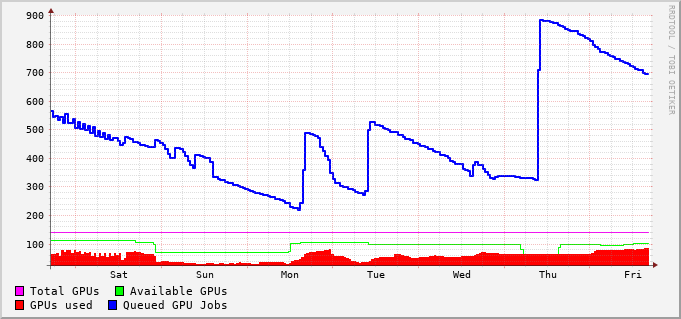 900
800
700
600
500
400
300
200
100
Sat Sun Mon Tue Wed Thu Fri
Total GPUs Available GPUs
GPUs used Queued GPU Jobs
RRDTOOL / TOBI OETIKER